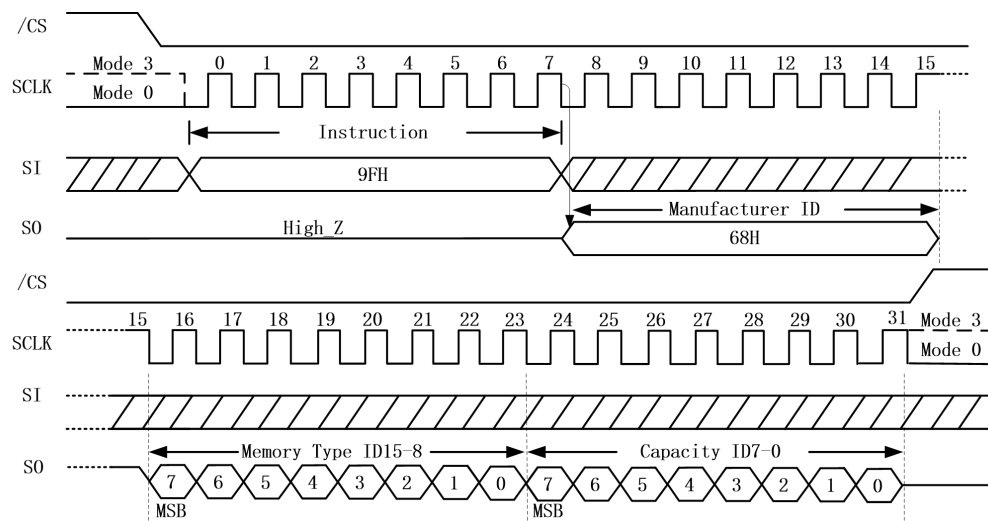 /CS
Mode 3
0 1 2 3 4 5 6 7 8 9 10 11 12 13 14 15
SCLK
Mode 0
Instruction
SI
9FH
Manufacturer ID
SO
High_Z
68H
/CS
15 16 17 18 19 20 21 22 23 24 25 26 27 28 29 30 31
Mode 3
SCLK
Mode 0
SI
Memory Type ID15-8
Capacity ID7-0
SO
7 6 5 4 3 2 1 0 7 6 5 4 3 2 1 0
MSB
MSB